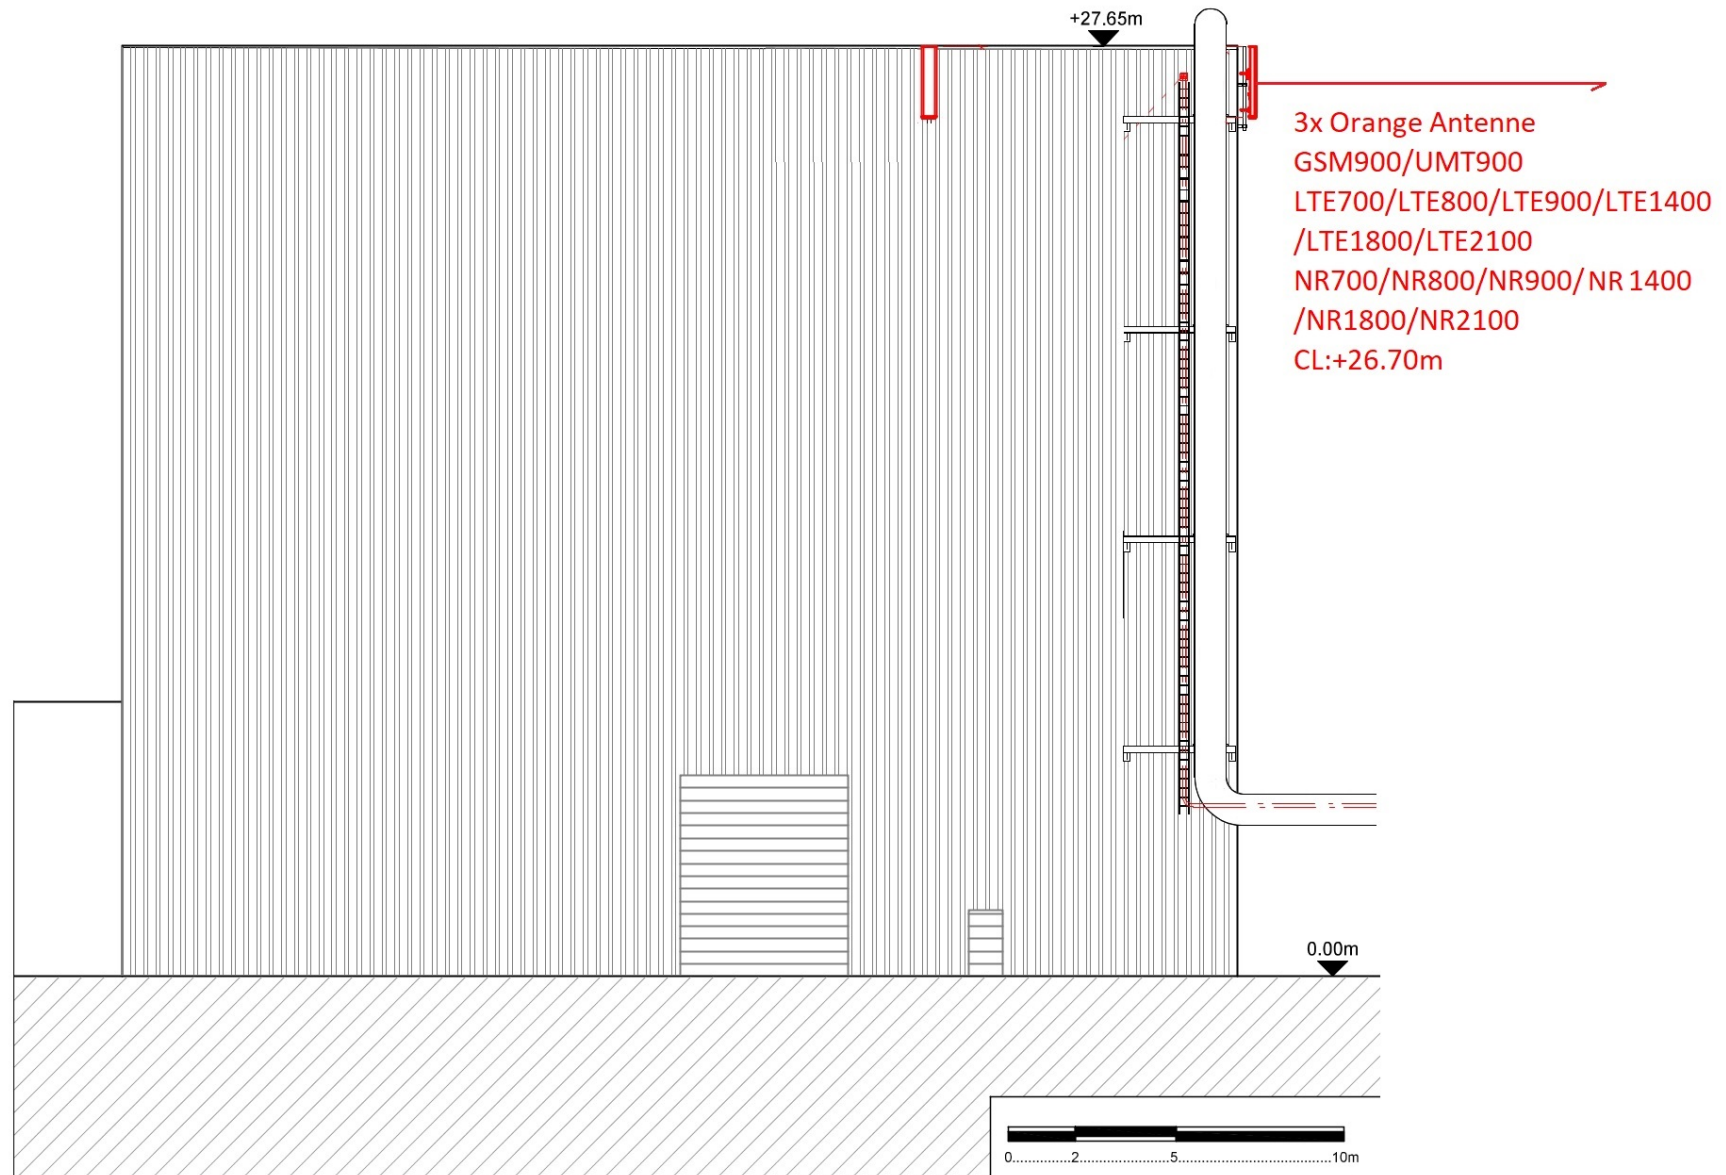 +27.65m
3x Orange Antenne
GSM900/UMT900
LTE700/LTE800/LTE900/LTE1400
/LTE1800/LTE2100
NR700/NR800/NR900/NR 1400
/NR1800/NR2100
CL:+26.70m
0.00m
0..............2....................5................................10m